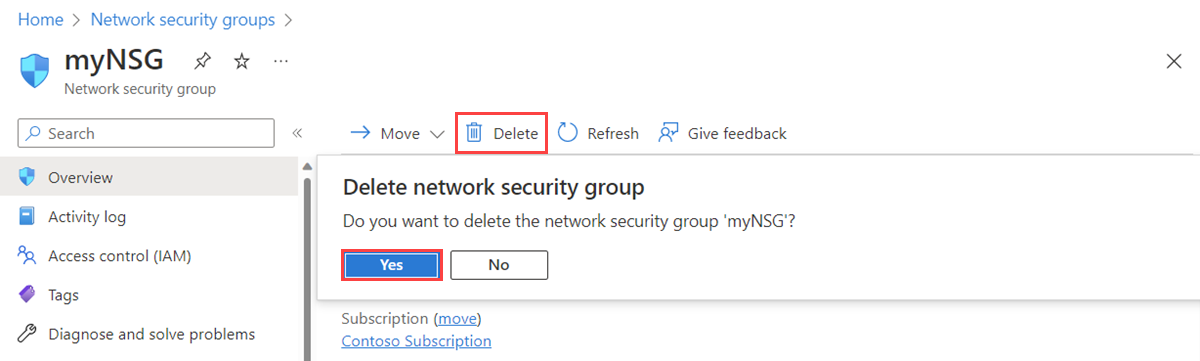 Home > Network security groups >
myNSG ...
Network security group
Search «
Move Delete Refresh Give feedback
Overview
Activity log
Access control (IAM)
Tags
Diagnose and solve problems
Delete network security group
Do you want to delete the network security group 'myNSG'?
Yes No
Subscription (move)
Contoso Subscription